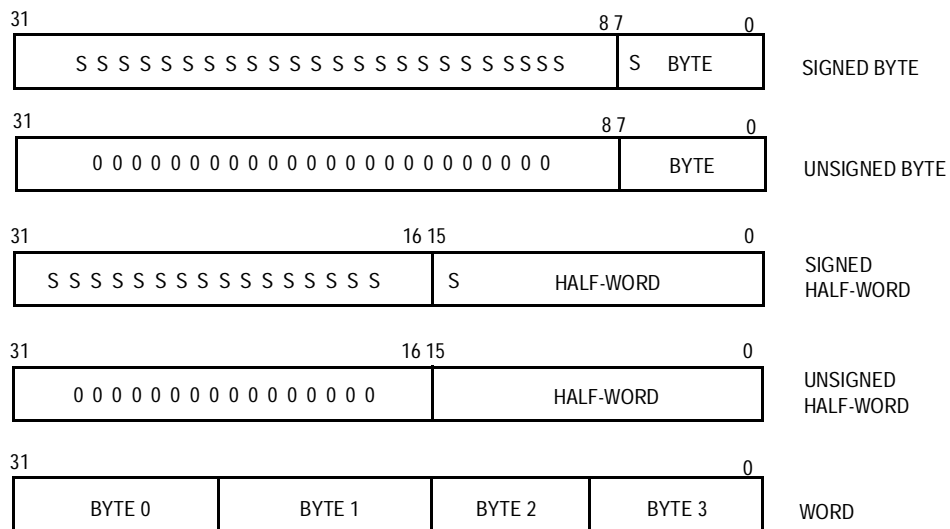 31 8 7 0
S S S S S S S S S S S S S S S S S S S S S S S S S BYTE SIGNED BYTE
31 8 7 0
0 0 0 0 0 0 0 0 0 0 0 0 0 0 0 0 0 0 0 0 0 0 0 0 BYTE UNSIGNED BYTE
31 16 15 0
S S S S S S S S S S S S S S S S S HALF-WORD SIGNED
HALF-WORD
31 16 15 0
0 0 0 0 0 0 0 0 0 0 0 0 0 0 0 0 HALF-WORD UNSIGNED
HALF-WORD
31 0
BYTE 0 BYTE 1 BYTE 2 BYTE 3 WORD